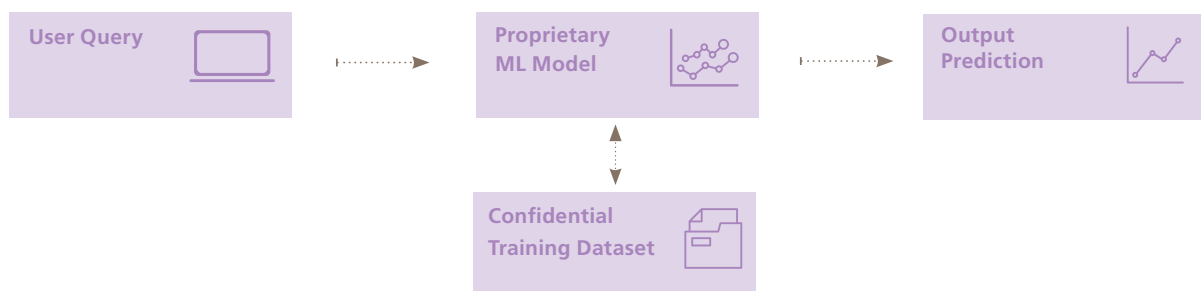 User Query
Proprietary
ML Model
Output
Prediction
Confidential
Training Dataset